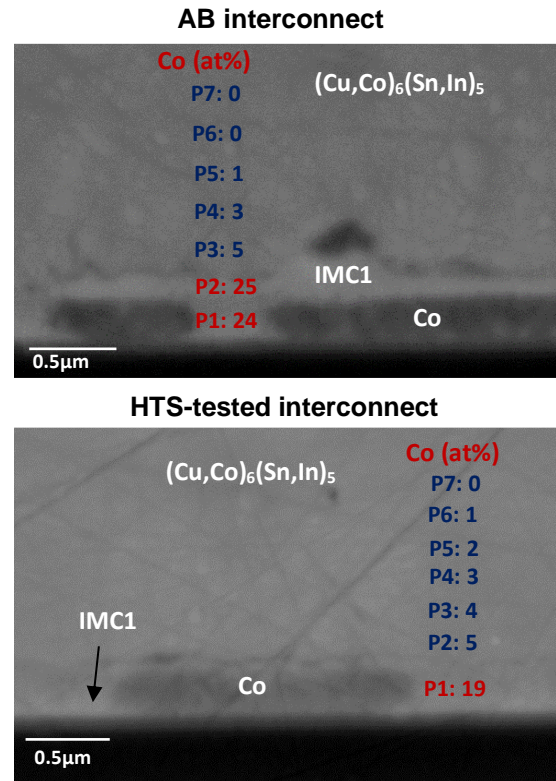 AB interconnect
Co (at%)
(Cu,Co)₆(Sn,In)₅
P7: 0
P6: 0
P5: 1
P4: 3
P3: 5
IMC1
P2: 25
P1: 24
Co
0.5μm
HTS-tested interconnect
Co (at%)
(Cu,Co)₆(Sn,In)₅
P7: 0
P6: 1
P5: 2
P4: 3
P3: 4
IMC1
P2: 5
Co
P1: 19
0.5μm